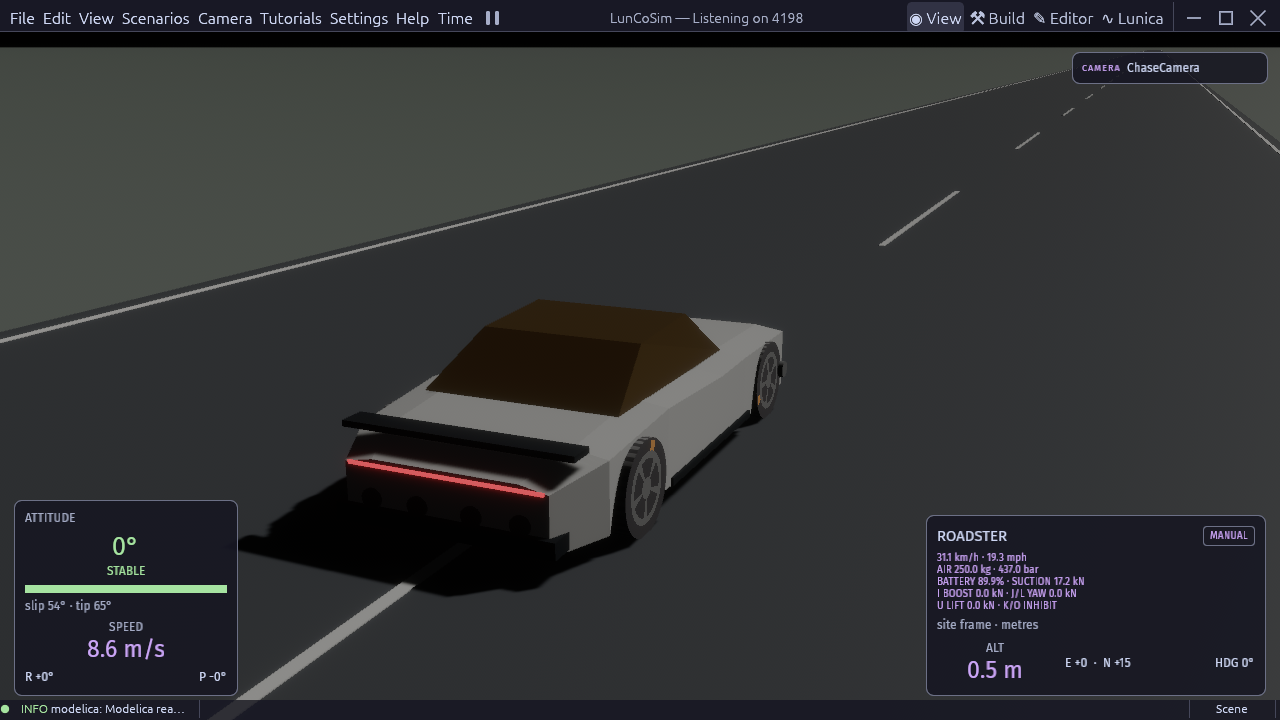 File Edit View Scenarios Camera Tutorials Settings Help Time
LunCoSim — Listening on 4198
View Build Editor Lunica
CAMERA ChaseCamera
ATTITUDE
0°
STABLE
slip 54° · tip 65°
SPEED
8.6 m/s
R +0° P -0°
ROADSTER MANUAL
31.1 km/h · 19.3 mph
AIR 250.0 kg · 437.0 bar
BATTERY 89.9% · SUCTION 17.2 kN
I BOOST 0.0 kN · J/L YAW 0.0 kN
U LIFT 0.0 kN · K/O INHIBIT
site frame · metres
ALT
0.5 m
E +0 · N +15
HDG 0°
INFO modelica: Modelica rea…
Scene